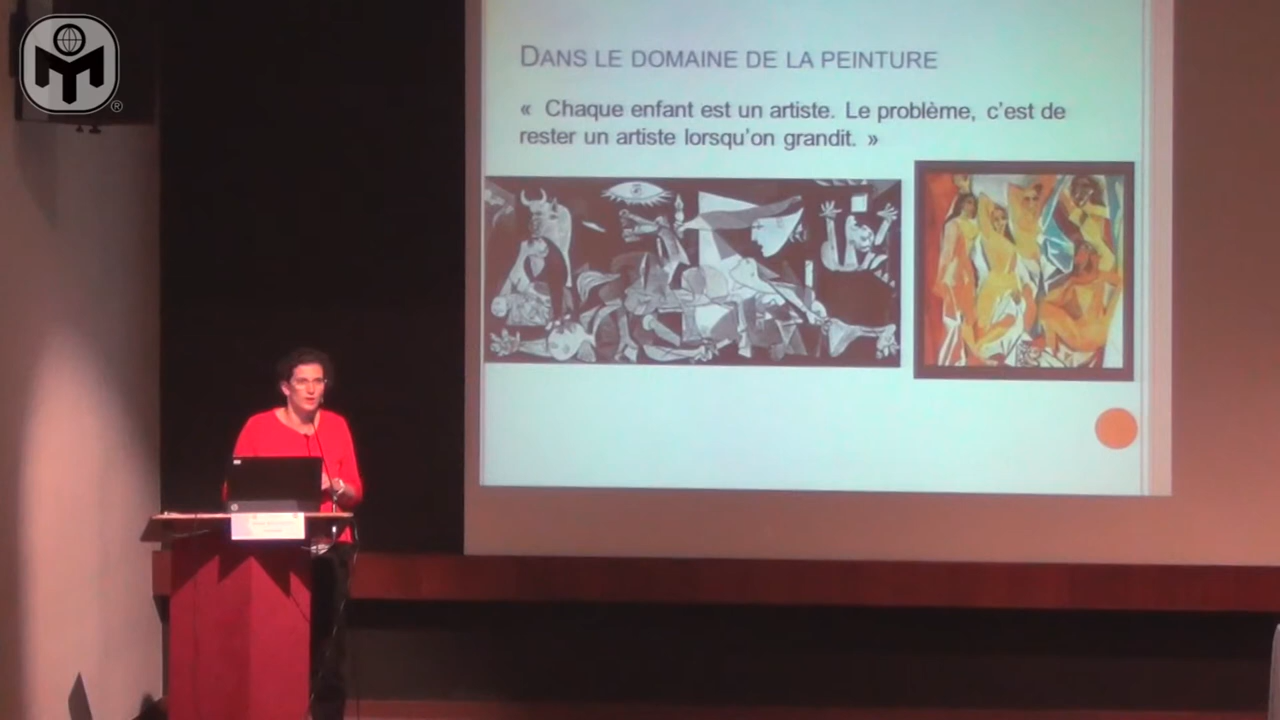 DANS LE DOMAINE DE LA PEINTURE
« Chaque enfant est un artiste. Le problème, c'est de
rester un artiste lorsqu'on grandit. »